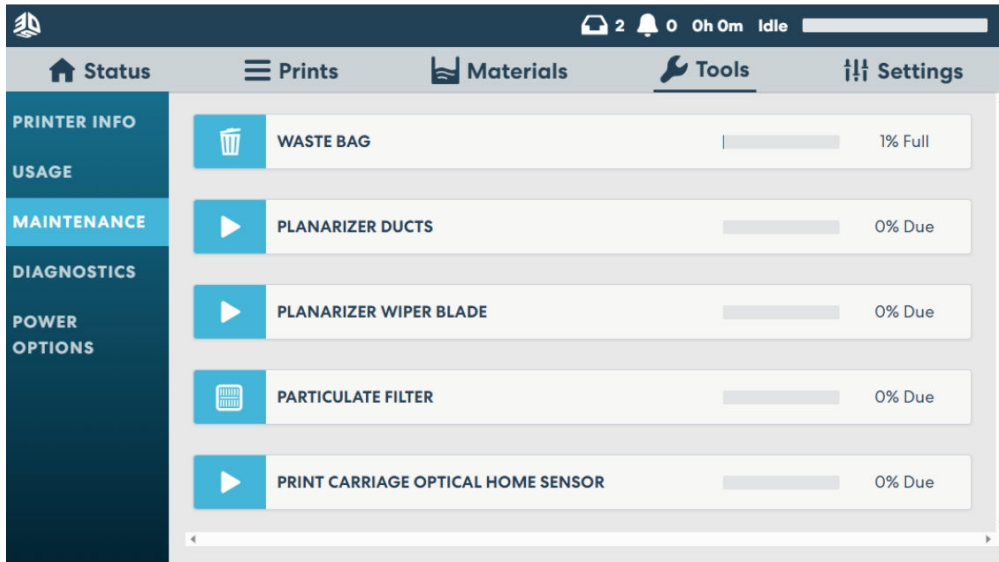 2 0 0h 0m Idle
Status Prints Materials Tools Settings
PRINTER INFO
USAGE
MAINTENANCE
DIAGNOSTICS
POWER
OPTIONS
WASTE BAG 1% Full
PLANARIZER DUCTS 0% Due
PLANARIZER WIPER BLADE 0% Due
PARTICULATE FILTER 0% Due
PRINT CARRIAGE OPTICAL HOME SENSOR 0% Due